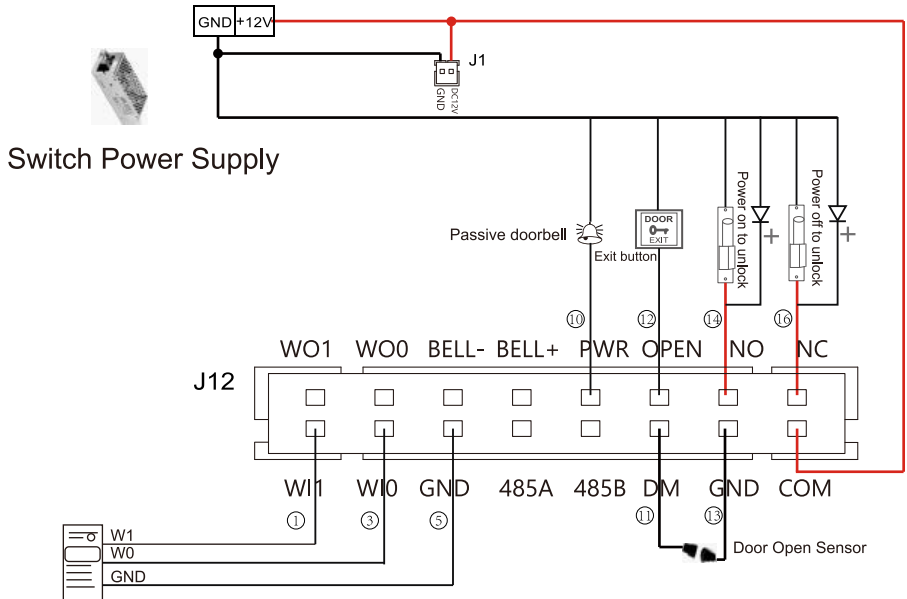 GND +12V
J1
GND
DC12V
Switch Power Supply
Power on to unlock
Power off to unlock
DOOR
EXIT
Passive doorbell
Exit button
+
+
⑩ ⑫ ⑭ ⑯
WO1 WO0 BELL- BELL+ PWR OPEN NO NC
J12
WI1 WI0 GND 485A 485B DM GND COM
① ③ ⑤ ⑪ ⑬
W1
W0
GND
Door Open Sensor